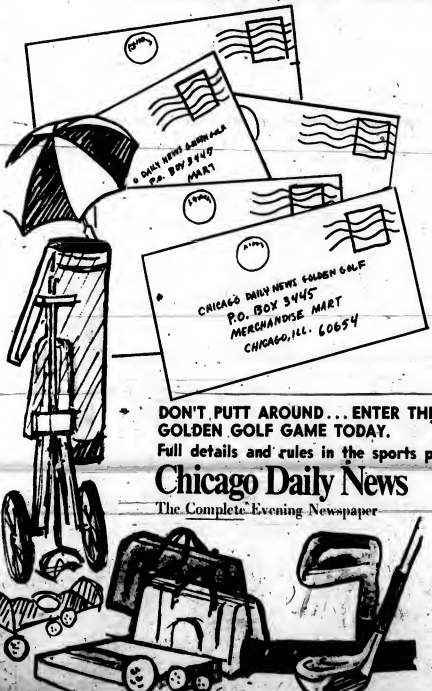 DAILY NEWS GOLDEN GOLF
P.O. BOX 3445
MART
CHICAGO DAILY NEWS GOLDEN GOLF
P.O. BOX 3445
MERCHANDISE MART
CHICAGO, ILL. 60654
DON'T PUTT AROUND... ENTER TH
GOLDEN GOLF GAME TODAY.
Full details and rules in the sports p
Chicago Daily News
The Complete Evening Newspaper